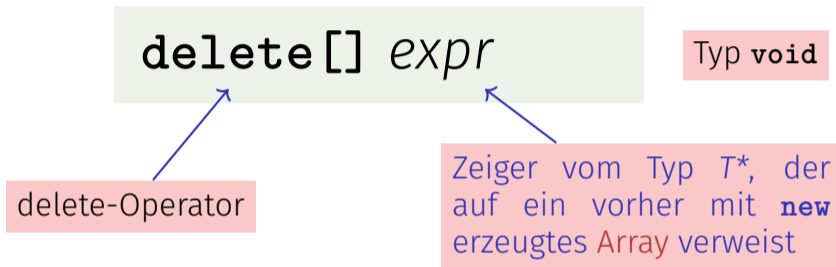 delete[] expr
Typ void
delete-Operator
Zeiger vom Typ T*, der
auf ein vorher mit new
erzeugtes Array verweist